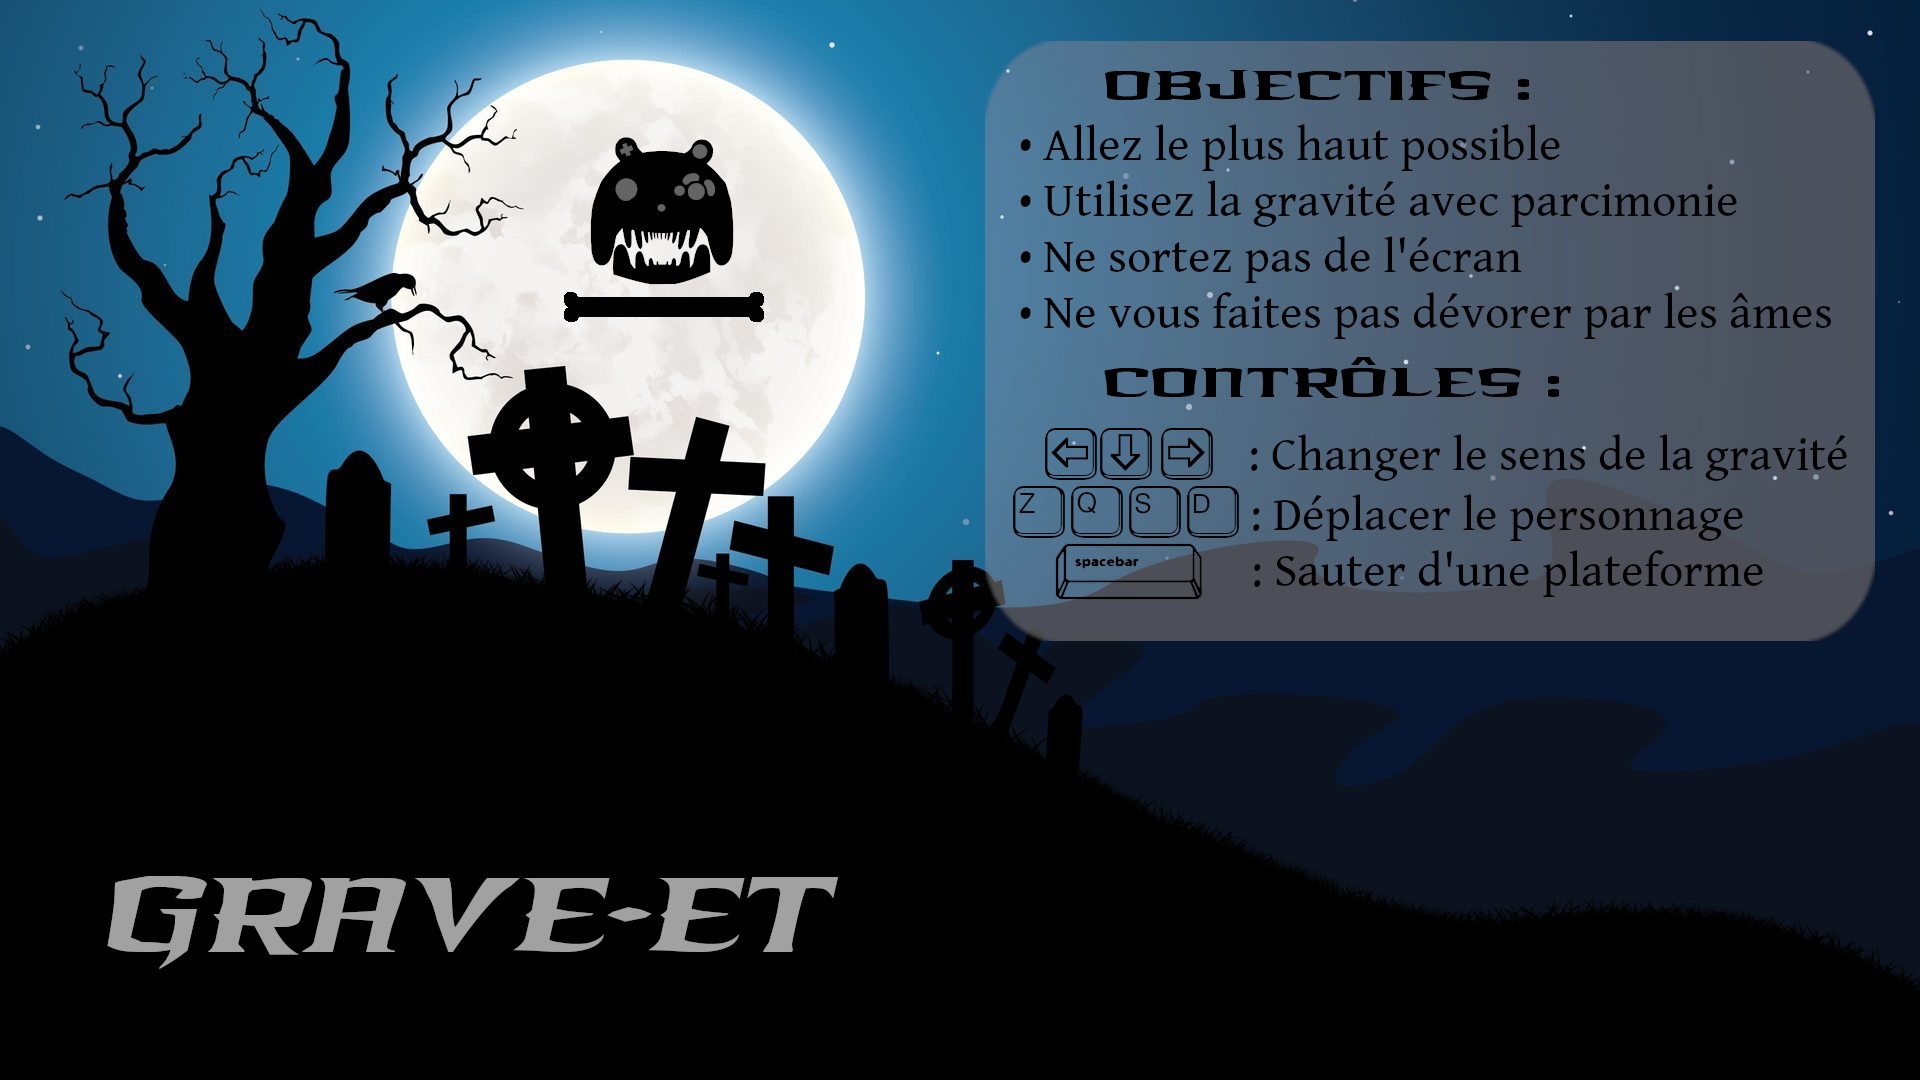 OBJECTIFS :
• Allez le plus haut possible
• Utilisez la gravité avec parcimonie
• Ne sortez pas de l'écran
• Ne vous faites pas dévorer par les âmes
CONTRÔLES :
: Changer le sens de la gravité
Z Q S D : Déplacer le personnage
spacebar : Sauter d'une plateforme
GRAVE-ET